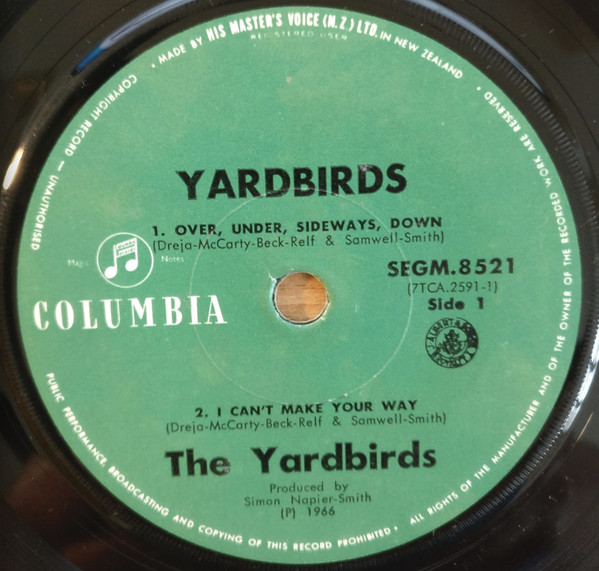 • MADE BY HIS MASTER'S VOICE (N.Z.) LTD. IN NEW ZEALAND •
REGISTERED USER
YARDBIRDS
1. OVER, UNDER, SIDEWAYS, DOWN
(Dreja-McCarty-Beck-Relf & Samwell-Smith)
Magic Notes
COLUMBIA
SEGM.8521
(7TCA.2591-1)
Side 1
2. I CAN'T MAKE YOUR WAY
(Dreja-McCarty-Beck-Relf & Samwell-Smith)
The Yardbirds
Produced by
Simon Napier-Smith
(P) 1966
ALL RIGHTS OF THE MANUFACTURER AND OF THE OWNER OF THE RECORDED WORK ARE RESERVED •
COPYRIGHT RECORD — UNAUTHORISED
PUBLIC PERFORMANCE, BROADCASTING AND COPYING OF THIS RECORD PROHIBITED •